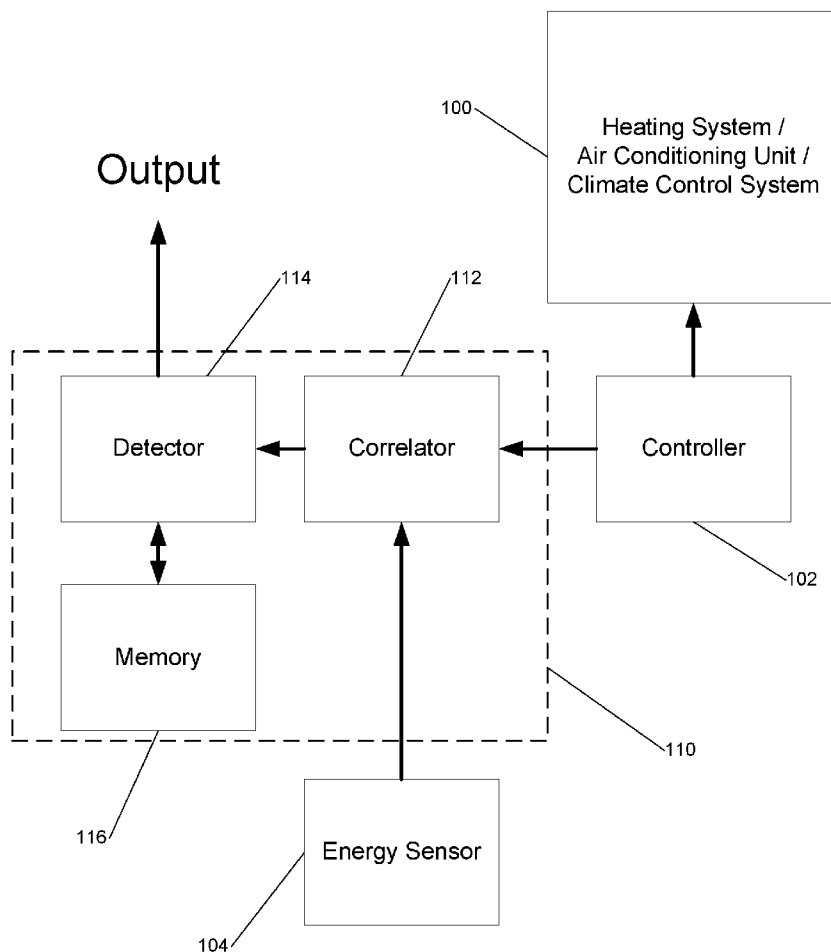 100
Heating System /
Air Conditioning Unit /
Climate Control System
Output
114
112
Detector
Correlator
Controller
102
Memory
110
116
Energy Sensor
104